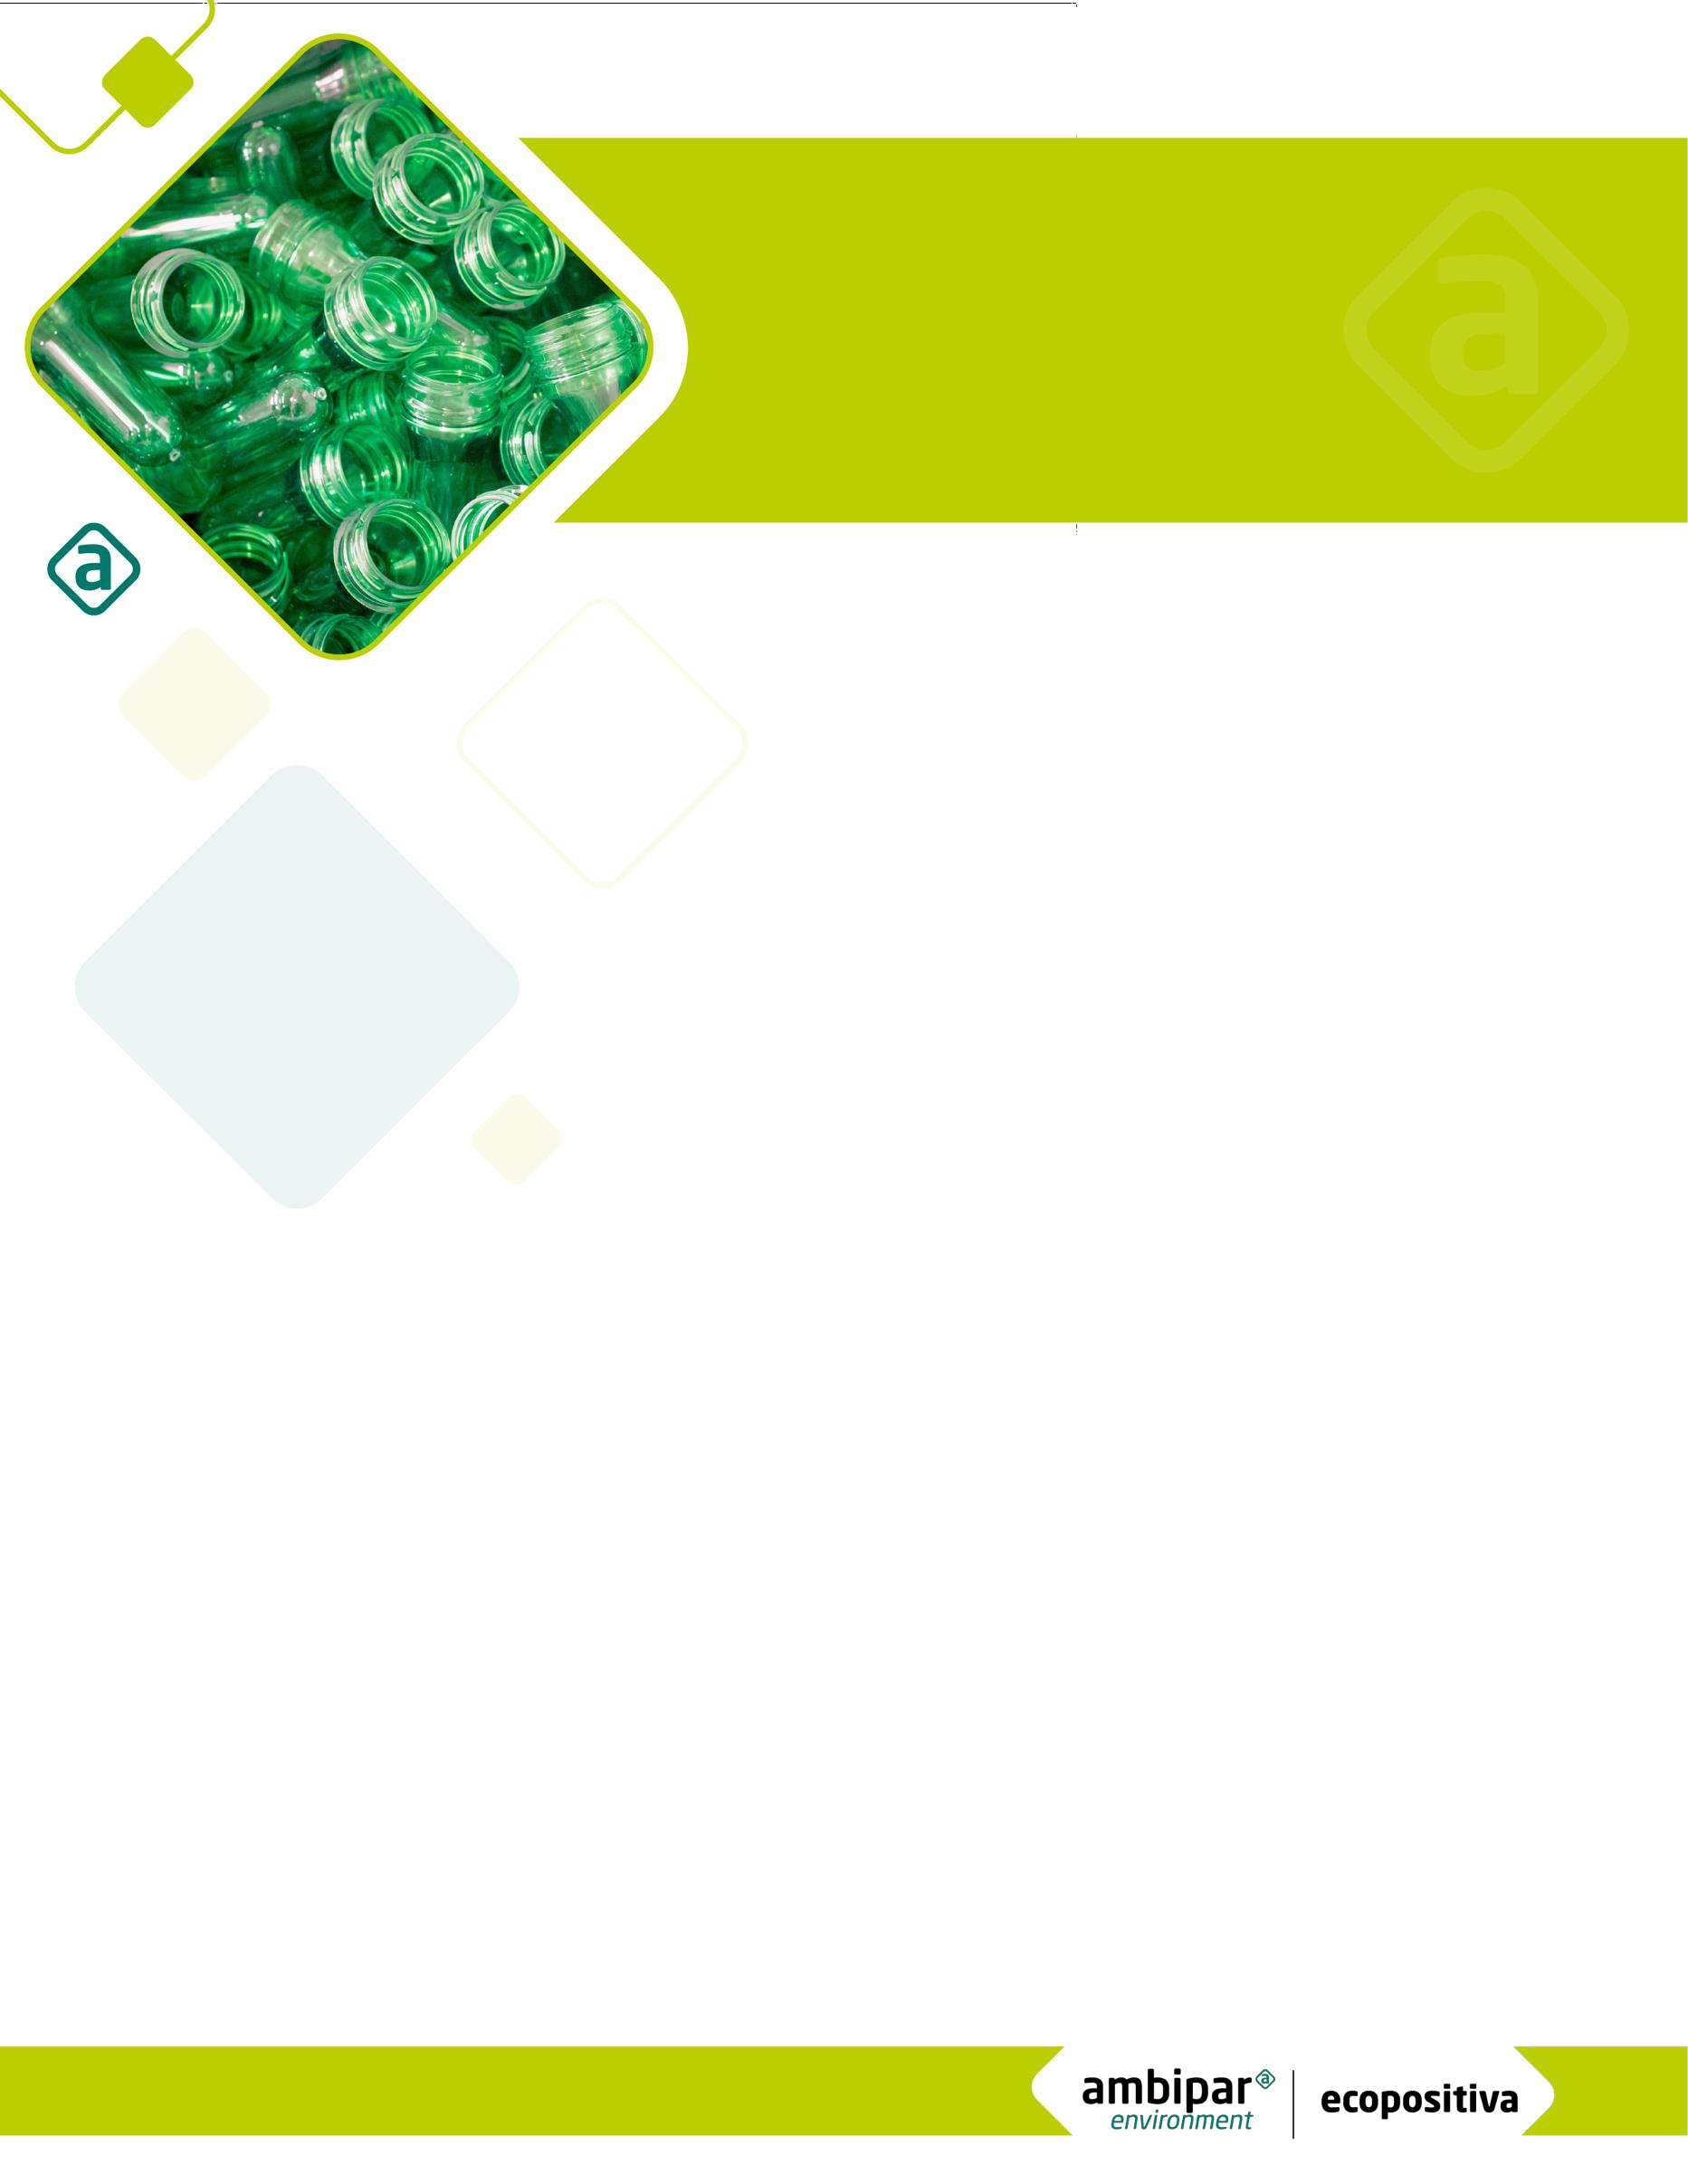 a
a
ambipar a
environment
ecopositiva